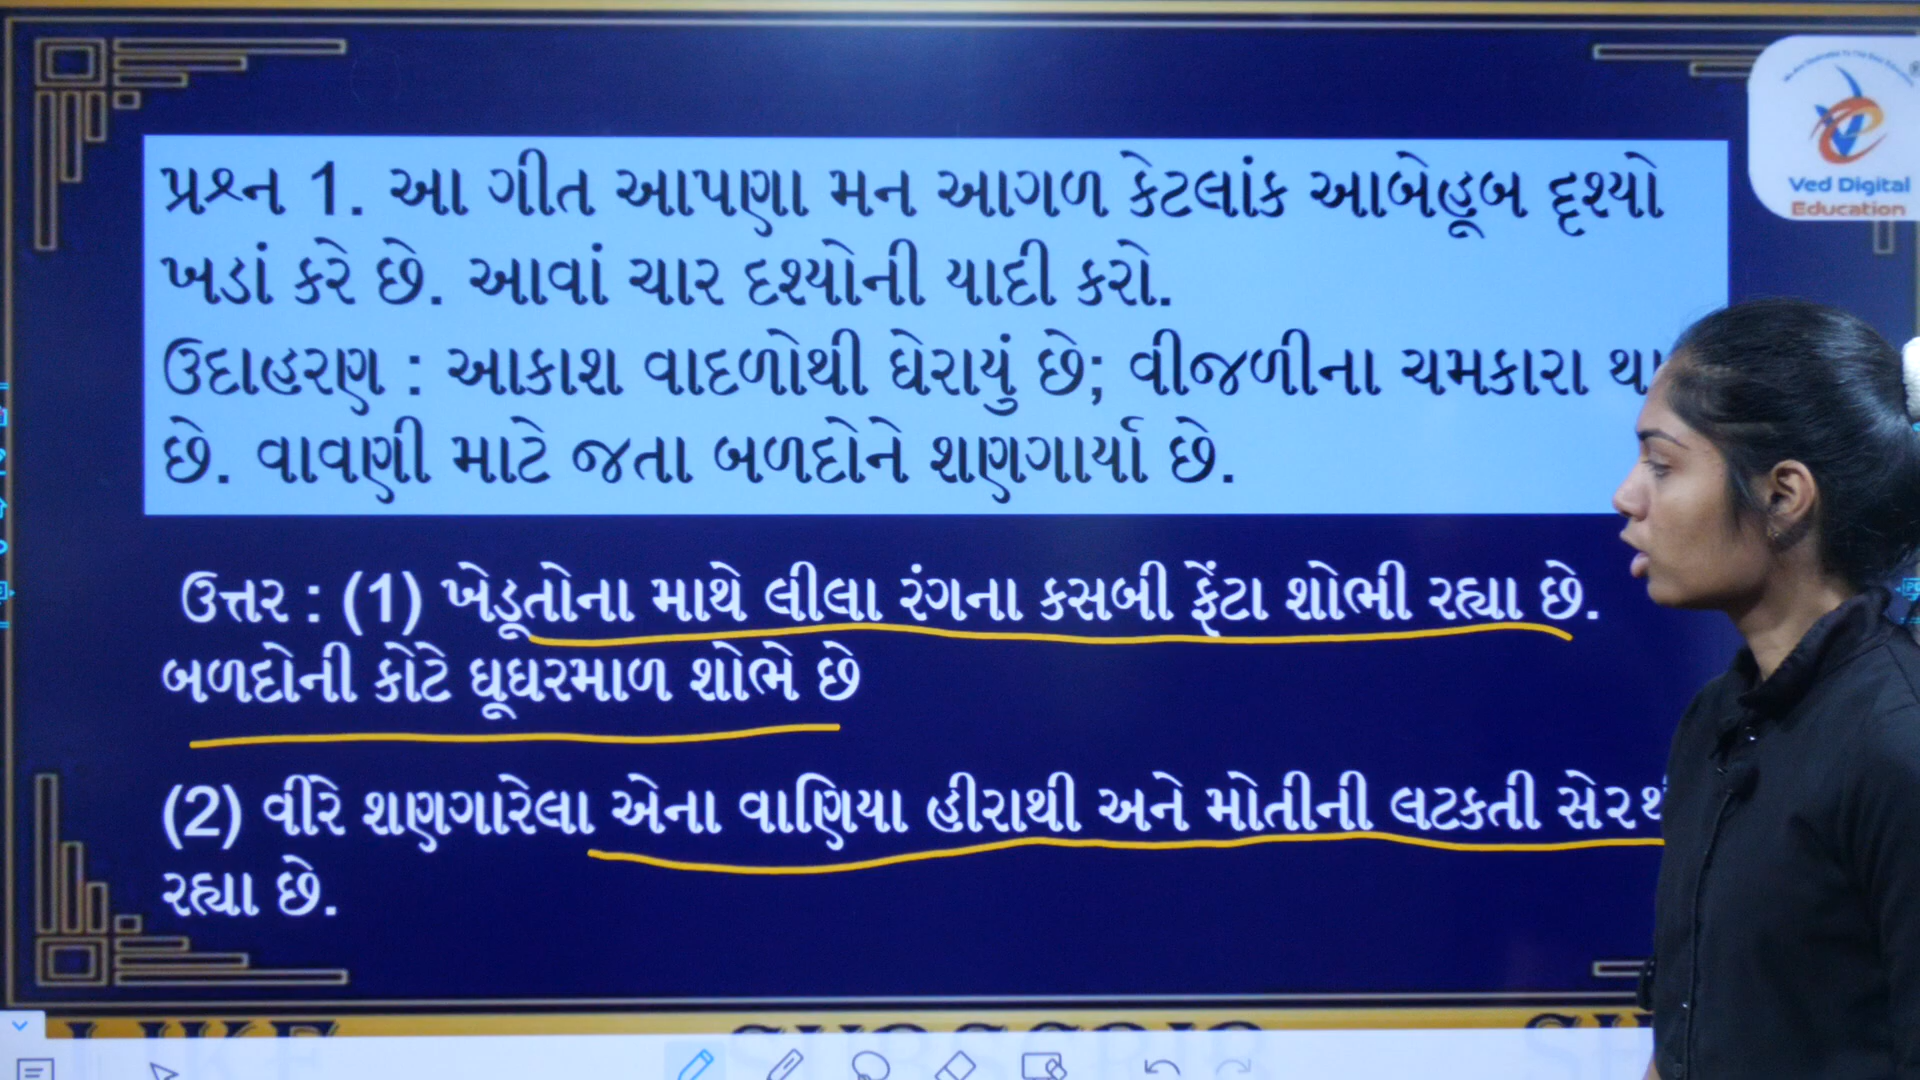 Ved Digital
Education
પ્રશ્ન 1. આ ગીત આપણા મન આગળ કેટલાંક આબેહૂબ દૃશ્યો
ખડાં કરે છે. આવાં ચાર દશ્યોની યાદી કરો.
ઉદાહરણ : આકાશ વાદળોથી ઘેરાયું છે; વીજળીના ચમકારા
છે. વાવણી માટે જતા બળદોને શણગાર્યા છે.
ઉત્તર : (1) ખેડૂતોના માથે લીલા રંગના કસબી ફેંટા શોભી રહ્યા છે.
બળદોની કોટે ઘૂઘરમાળ શોભે છે
(2) વીરે શણગારેલા એના વાણિયા હીરાથી અને મોતીની લટકતી
રહ્યા છે.